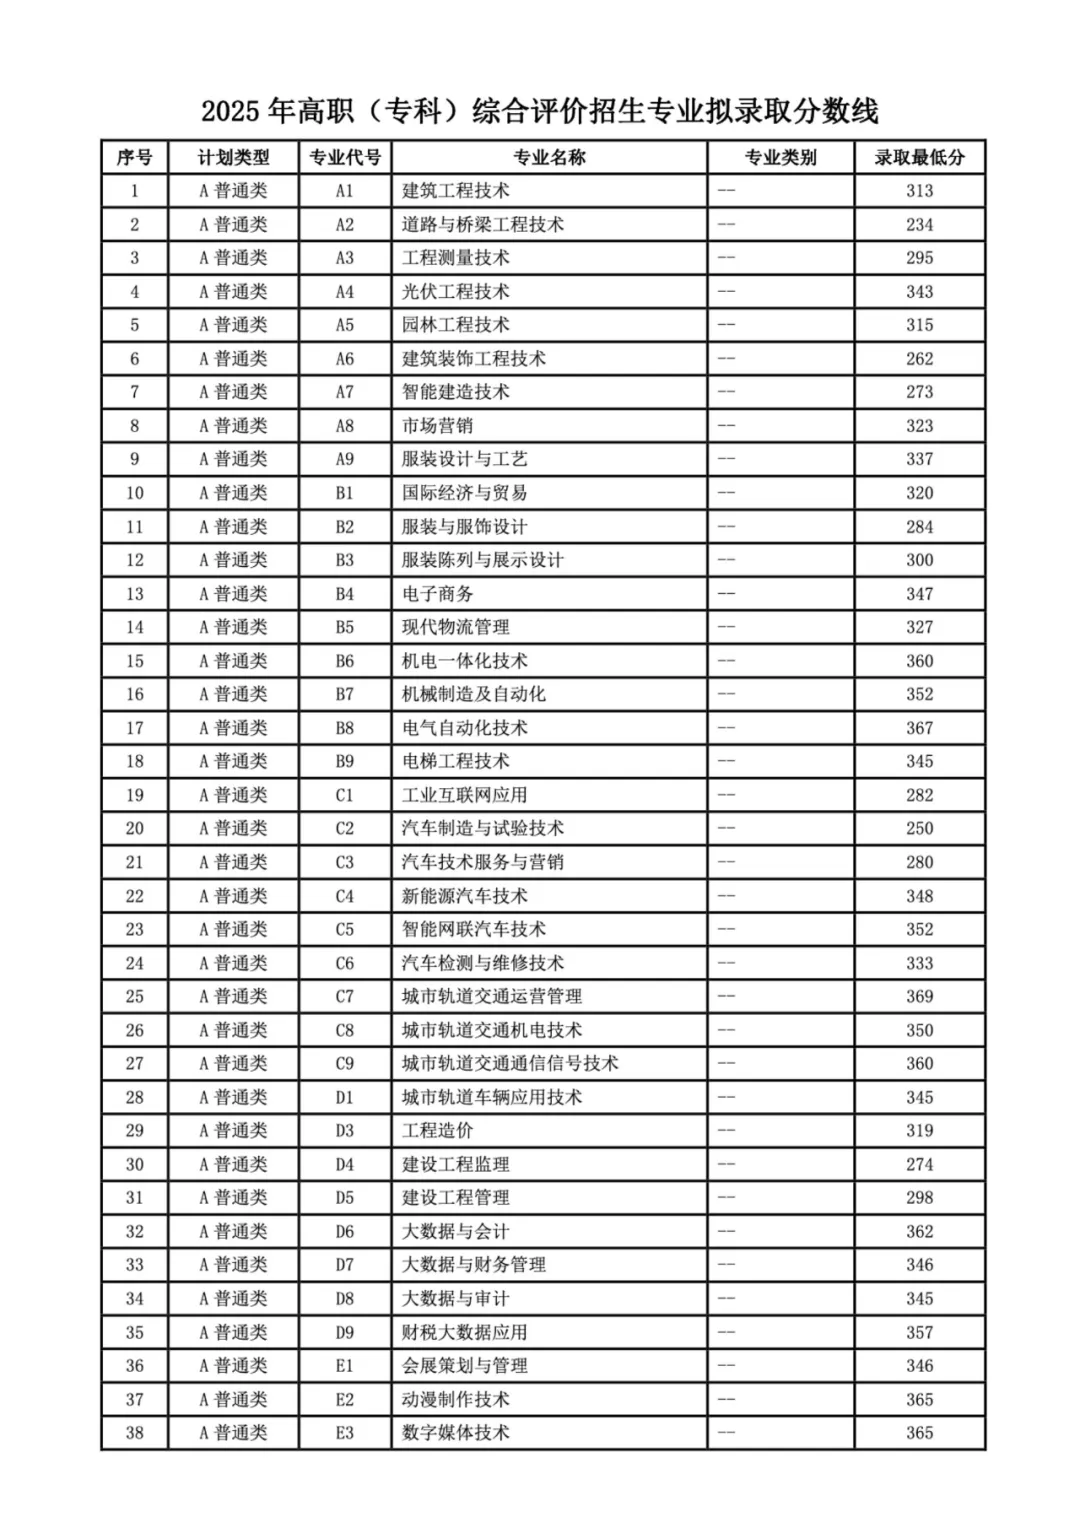 2025 年高职（专科）综合评价招生专业拟录取分数线
序号 计划类型 专业代号 专业名称 专业类别 录取最低分
1 A 普通类 A1 建筑工程技术 -- 313
2 A 普通类 A2 道路与桥梁工程技术 -- 234
3 A 普通类 A3 工程测量技术 -- 295
4 A 普通类 A4 光伏工程技术 -- 343
5 A 普通类 A5 园林工程技术 -- 315
6 A 普通类 A6 建筑装饰工程技术 -- 262
7 A 普通类 A7 智能建造技术 -- 273
8 A 普通类 A8 市场营销 -- 323
9 A 普通类 A9 服装设计与工艺 -- 337
10 A 普通类 B1 国际经济与贸易 -- 320
11 A 普通类 B2 服装与服饰设计 -- 284
12 A 普通类 B3 服装陈列与展示设计 -- 300
13 A 普通类 B4 电子商务 -- 347
14 A 普通类 B5 现代物流管理 -- 327
15 A 普通类 B6 机电一体化技术 -- 360
16 A 普通类 B7 机械制造及自动化 -- 352
17 A 普通类 B8 电气自动化技术 -- 367
18 A 普通类 B9 电梯工程技术 -- 345
19 A 普通类 C1 工业互联网应用 -- 282
20 A 普通类 C2 汽车制造与试验技术 -- 250
21 A 普通类 C3 汽车技术服务与营销 -- 280
22 A 普通类 C4 新能源汽车技术 -- 348
23 A 普通类 C5 智能网联汽车技术 -- 352
24 A 普通类 C6 汽车检测与维修技术 -- 333
25 A 普通类 C7 城市轨道交通运营管理 -- 369
26 A 普通类 C8 城市轨道交通机电技术 -- 350
27 A 普通类 C9 城市轨道交通通信信号技术 -- 360
28 A 普通类 D1 城市轨道车辆应用技术 -- 345
29 A 普通类 D3 工程造价 -- 319
30 A 普通类 D4 建设工程监理 -- 274
31 A 普通类 D5 建设工程管理 -- 298
32 A 普通类 D6 大数据与会计 -- 362
33 A 普通类 D7 大数据与财务管理 -- 346
34 A 普通类 D8 大数据与审计 -- 345
35 A 普通类 D9 财税大数据应用 -- 357
36 A 普通类 E1 会展策划与管理 -- 346
37 A 普通类 E2 动漫制作技术 -- 365
38 A 普通类 E3 数字媒体技术 -- 365